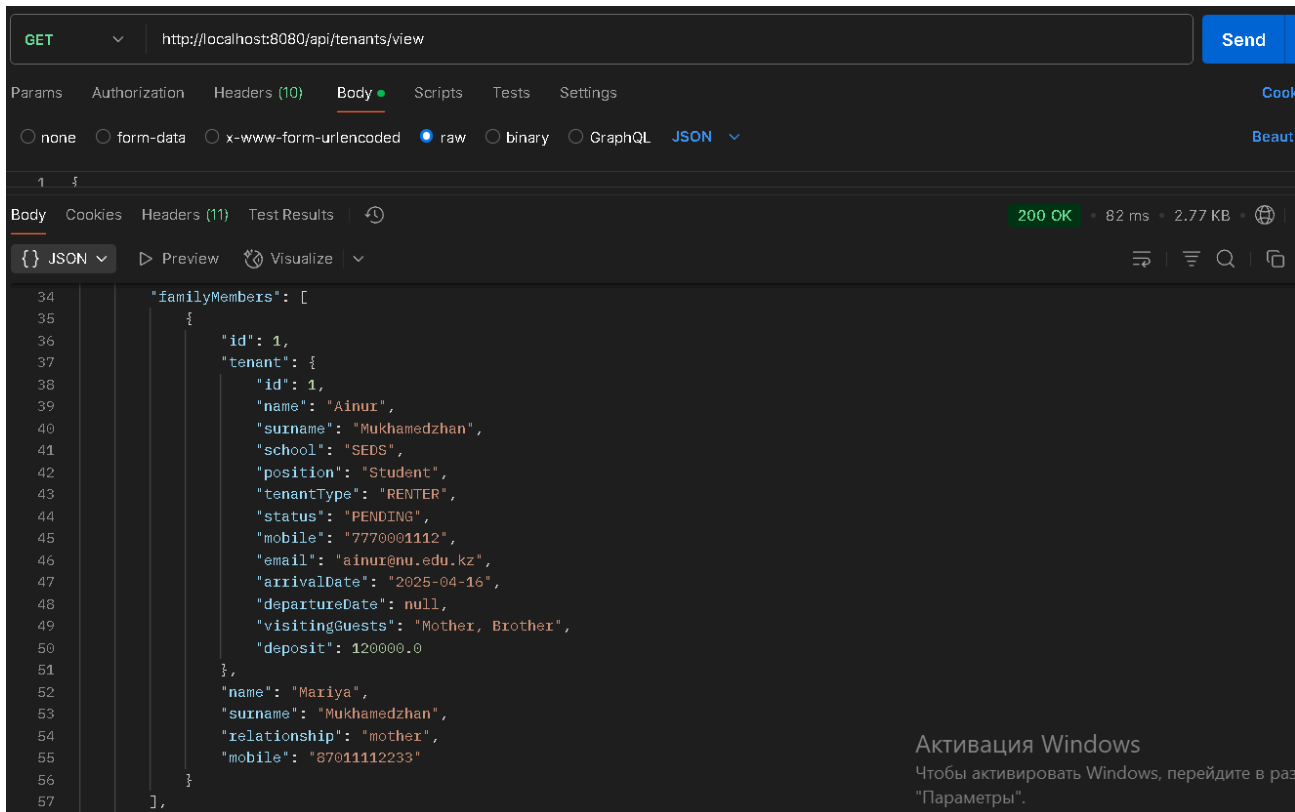 GET http://localhost:8080/api/tenants/view Send
Params Authorization Headers (10) Body Scripts Tests Settings
none form-data x-www-form-urlencoded raw binary GraphQL JSON
1 {
Body Cookies Headers (11) Test Results 200 OK • 82 ms • 2.77 KB
{} JSON Preview Visualize
34 "familyMembers": [
35 {
36 "id": 1,
37 "tenant": {
38 "id": 1,
39 "name": "Ainur",
40 "surname": "Mukhamedzhan",
41 "school": "SEDS",
42 "position": "Student",
43 "tenantType": "RENTER",
44 "status": "PENDING",
45 "mobile": "7770001112",
46 "email": "ainur@nu.edu.kz",
47 "arrivalDate": "2025-04-16",
48 "departureDate": null,
49 "visitingGuests": "Mother, Brother",
50 "deposit": 120000.0
51 },
52 "name": "Mariya",
53 "surname": "Mukhamedzhan",
54 "relationship": "mother",
55 "mobile": "87011112233"
56 }
57 ],
Активация Windows
Чтобы активировать Windows, перейдите в
"Параметры".